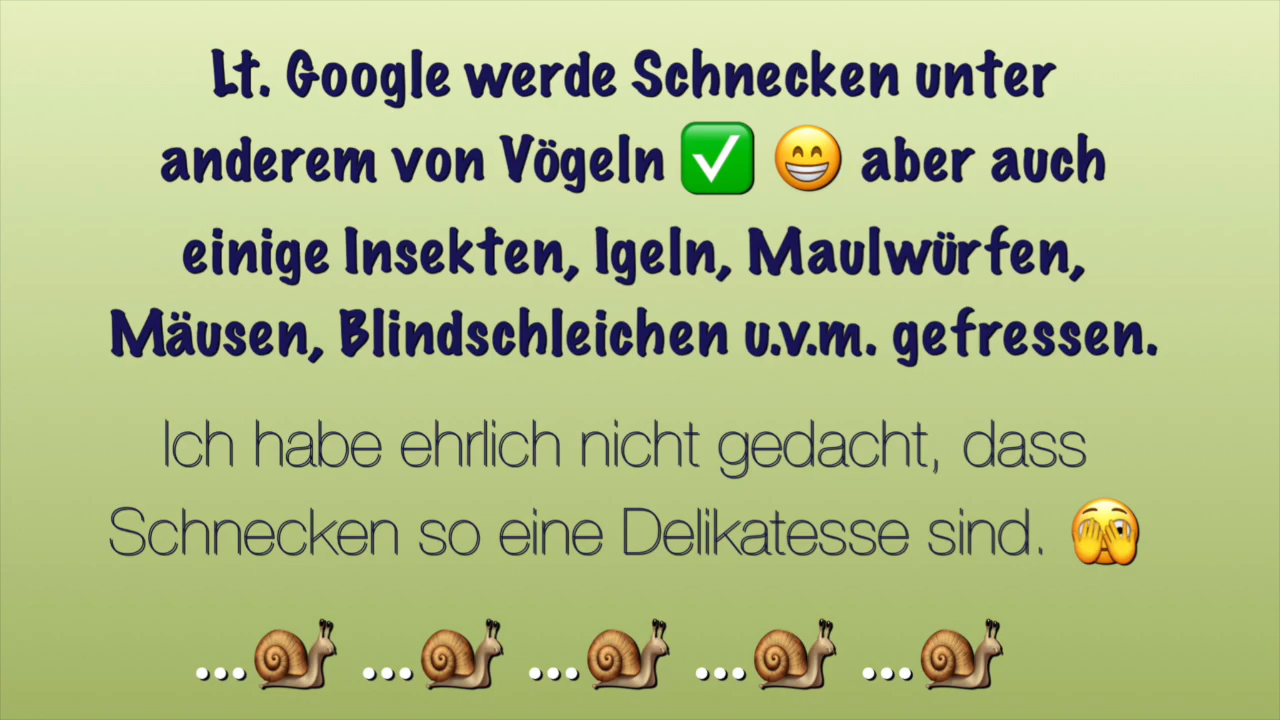 Lt. Google werde Schnecken unter
anderem von Vögeln ✅ 😁 aber auch
einige Insekten, Igeln, Maulwürfen,
Mäusen, Blindschleichen u.v.m. gefressen.
Ich habe ehrlich nicht gedacht, dass
Schnecken so eine Delikatesse sind. 🫣
...🐌 ...🐌 ...🐌 ...🐌 ...🐌